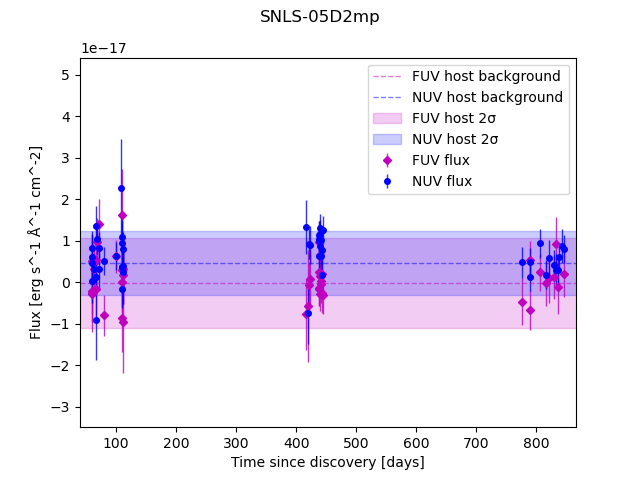 SNLS-05D2mp
1e−17
FUV host background
NUV host background
FUV host 2σ
NUV host 2σ
FUV flux
NUV flux
Flux [erg s^-1 Å^-1 cm^-2]
5
4
3
2
1
0
−1
−2
−3
100 200 300 400 500 600 700 800
Time since discovery [days]